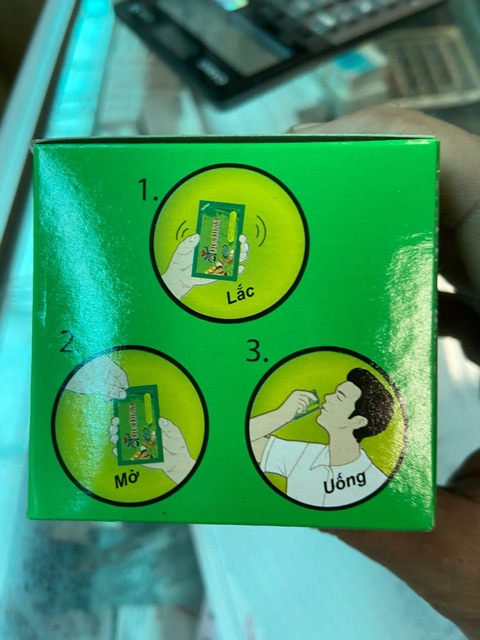 1.
Lắc
2.
Mở
3.
Uống